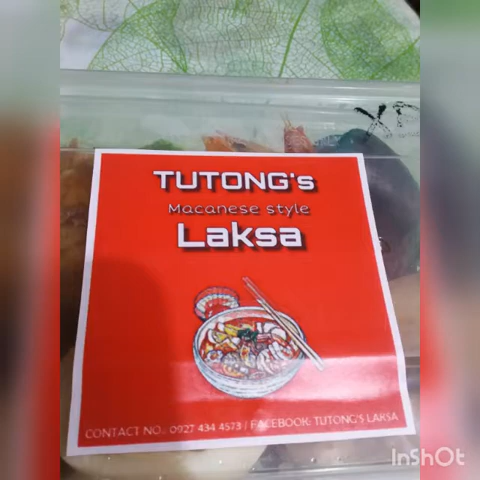 TUTONG's
Macanese style
Laksa
CONTACT NO.: 0927 434 4573 / FACEBOOK: TUTONG'S LAKSA
InShOt